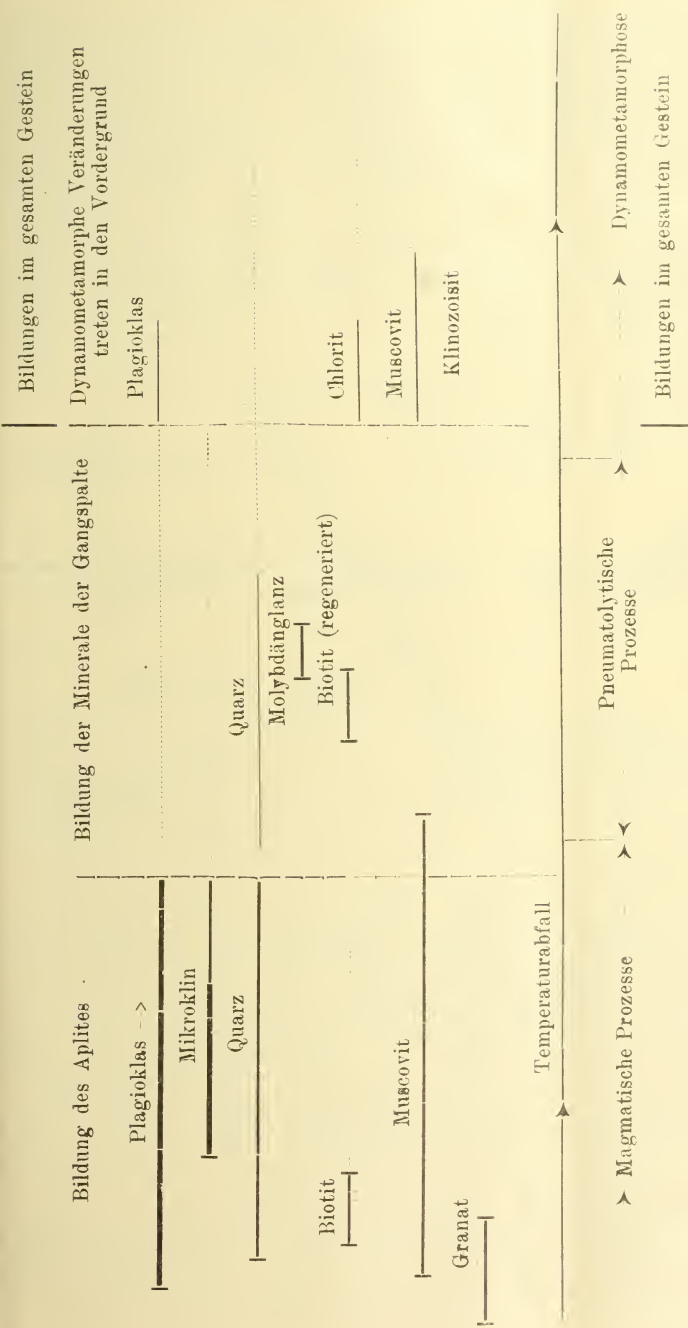 Bildung des Aplites
Bildung der Minerale der Gangspalte
Bildungen im gesamten Gestein
Dynamometamorphe Veränderungen
treten in den Vordergrund
Plagioklas -->
Plagioklas
Mikroklin
Quarz
Quarz
Molybdänglanz
Biotit
Biotit (regeneriert)
Chlorit
Muscovit
Muscovit
Granat
Klinozoisit
Temperaturabfall
Magmatische Prozesse
Pneumatolytische
Prozesse
Dynamometamorphose
Bildungen im gesamten Gestein